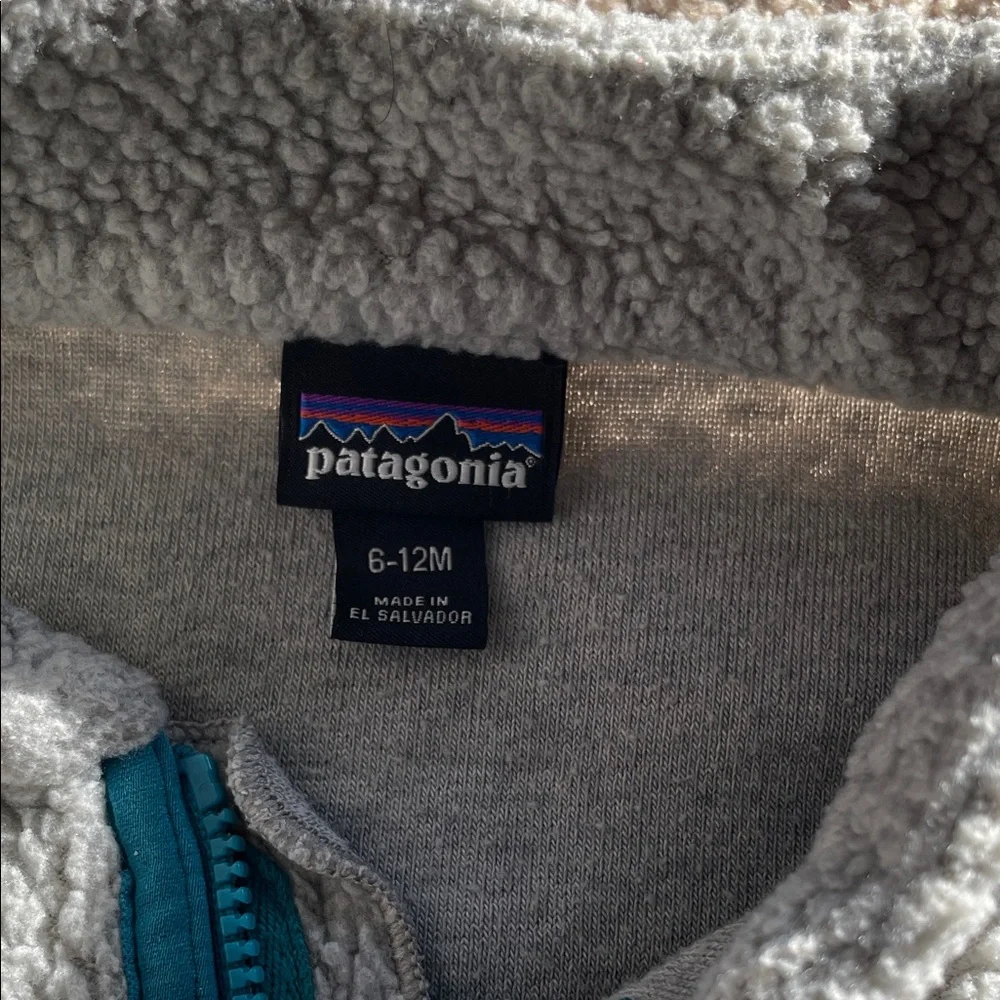 patagonia®
6-12M
MADE IN
EL SALVADOR